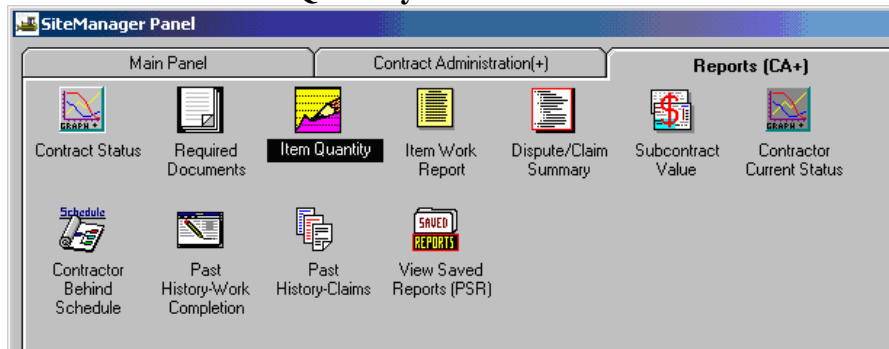 SiteManager Panel
Main Panel
Contract Administration(+)
Reports (CA+)
GRAPH +
GRAPH +
Contract Status
Required
Documents
Item Quantity
Item Work
Report
Dispute/Claim
Summary
Subcontract
Value
Contractor
Current Status
Schedule
SAVED
REPORTS
Contractor
Behind
Schedule
Past
History-Work
Completion
Past
History-Claims
View Saved
Reports (PSR)